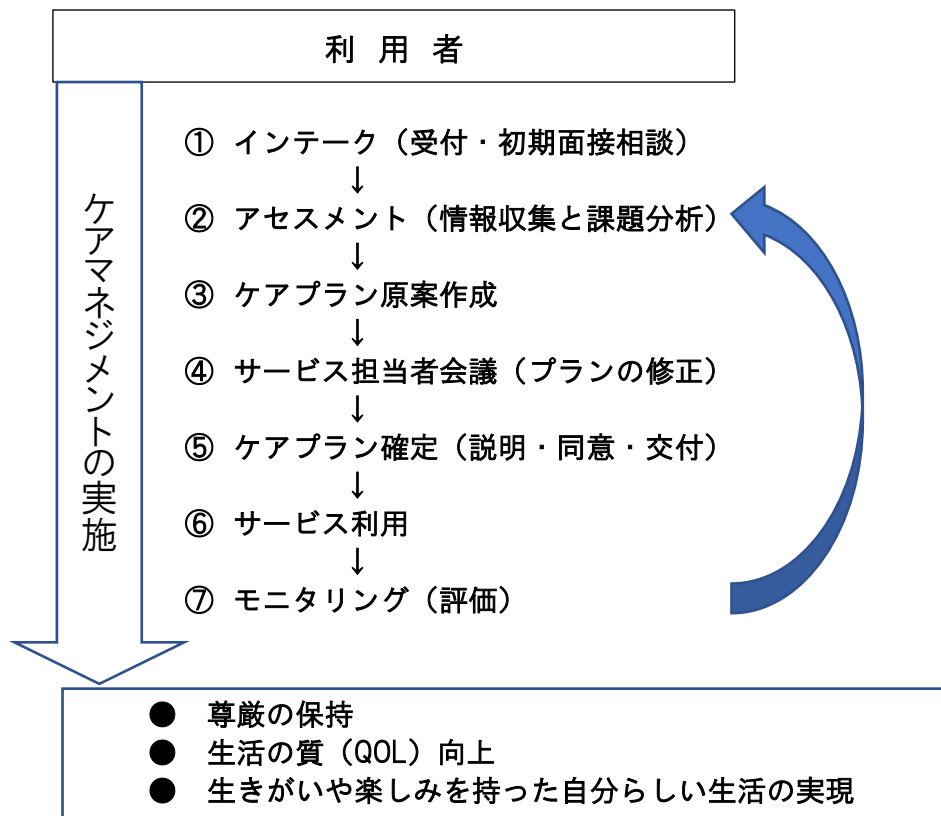 利 用 者
ケアマネジメントの実施
① インテーク（受付・初期面接相談）
↓
② アセスメント（情報収集と課題分析）
↓
③ ケアプラン原案作成
↓
④ サービス担当者会議（プランの修正）
↓
⑤ ケアプラン確定（説明・同意・交付）
↓
⑥ サービス利用
↓
⑦ モニタリング（評価）
● 尊厳の保持
● 生活の質（QOL）向上
● 生きがいや楽しみを持った自分らしい生活の実現